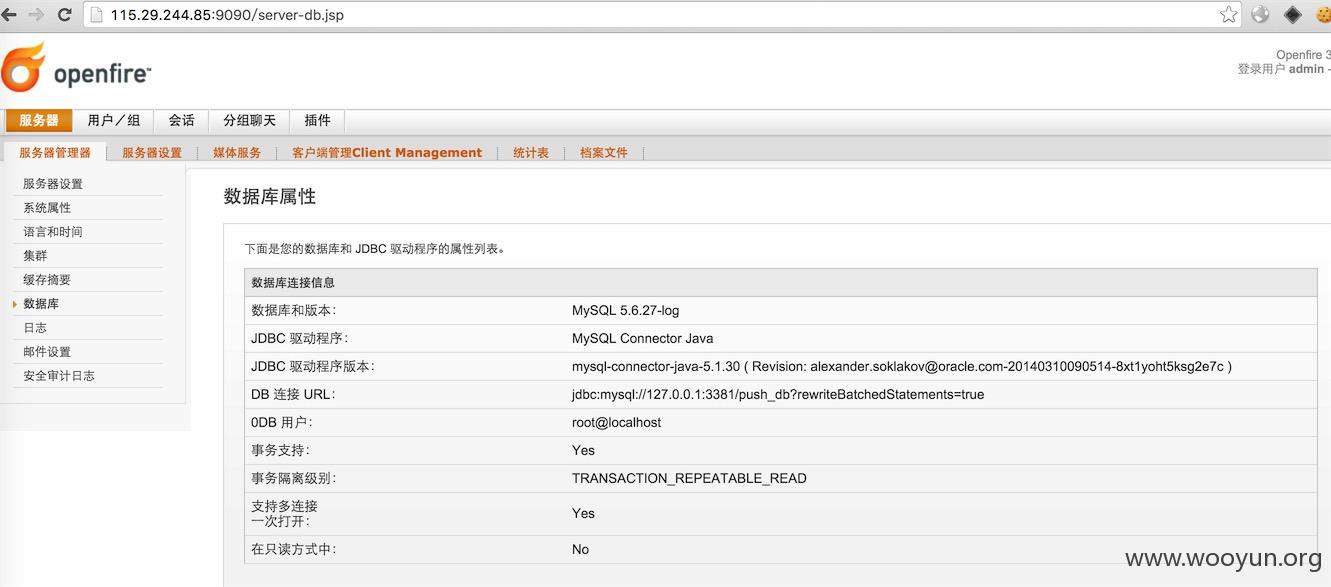 115.29.244.85:9090/server-db.jsp
openfire™
Openfire 3
登录用户 admin -
服务器 用户／组 会话 分组聊天 插件
服务器管理器 服务器设置 媒体服务 客户端管理Client Management 统计表 档案文件
服务器设置
系统属性
语言和时间
集群
缓存摘要
数据库
日志
邮件设置
安全审计日志
数据库属性
下面是您的数据库和 JDBC 驱动程序的属性列表。
数据库连接信息
数据库和版本： MySQL 5.6.27-log
JDBC 驱动程序： MySQL Connector Java
JDBC 驱动程序版本： mysql-connector-java-5.1.30 ( Revision: alexander.soklakov@oracle.com-20140310090514-8xt1yoht5ksg2e7c )
DB 连接 URL： jdbc:mysql://127.0.0.1:3381/push_db?rewriteBatchedStatements=true
0DB 用户： root@localhost
事务支持： Yes
事务隔离级别： TRANSACTION_REPEATABLE_READ
支持多连接
一次打开： Yes
在只读方式中： No
www.wooyun.org